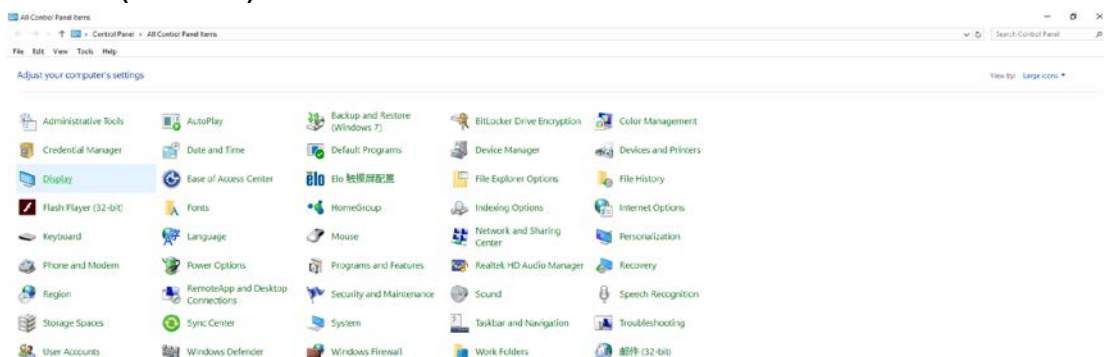 All Control Panel Items
Control Panel > All Control Panel Items
Search Control Panel
File Edit View Tools Help
Adjust your computer's settings
View by: Large icons
Administrative Tools
AutoPlay
Backup and Restore
(Windows 7)
BitLocker Drive Encryption
Color Management
Credential Manager
Date and Time
Default Programs
Device Manager
Devices and Printers
Display
Ease of Access Center
elo
Elo 触摸屏配置
File Explorer Options
File History
Flash Player (32-bit)
Fonts
HomeGroup
Indexing Options
Internet Options
Keyboard
Language
Mouse
Network and Sharing
Center
Personalization
Phone and Modem
Power Options
Programs and Features
Realtek HD Audio Manager
Recovery
Region
RemoteApp and Desktop
Connections
Security and Maintenance
Sound
Speech Recognition
Storage Spaces
Sync Center
System
Taskbar and Navigation
Troubleshooting
User Accounts
Windows Defender
Windows Firewall
Work Folders
邮件 (32-bit)